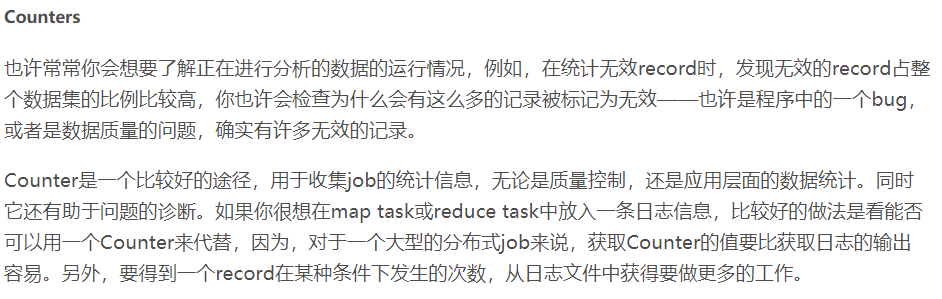 Counters
也许常常你会想要了解正在进行分析的数据的运行情况，例如，在统计无效record时，发现无效的record占整
个数据集的比例比较高，你也许会检查为什么会有这么多的记录被标记为无效——也许是程序中的一个bug，
或者是数据质量的问题，确实有许多无效的记录。
Counter是一个比较好的途径，用于收集job的统计信息，无论是质量控制，还是应用层面的数据统计。同时
它还有助于问题的诊断。如果你很想在map task或reduce task中放入一条日志信息，比较好的做法是看能否
可以用一个Counter来代替，因为，对于一个大型的分布式job来说，获取Counter的值要比获取日志的输出
容易。另外，要得到一个record在某种条件下发生的次数，从日志文件中获得要做更多的工作。